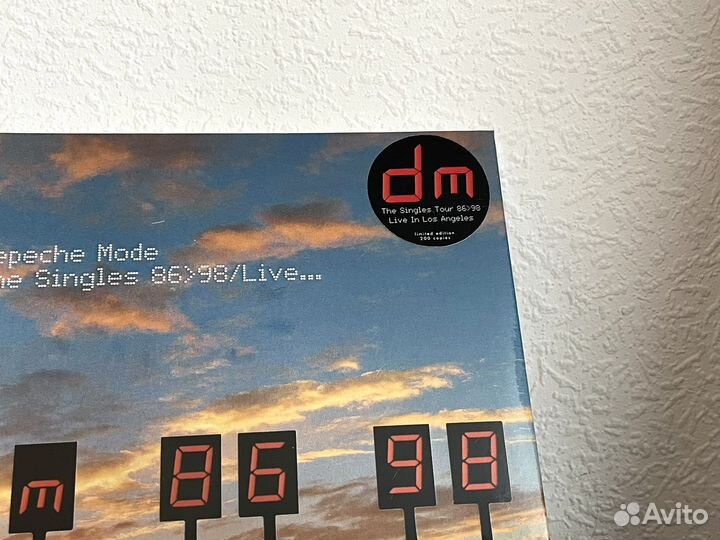 dm
The Singles Tour 86>98
Live In Los Angeles
limited edition
200 copies
epeche Mode
he Singles 86>98/Live...
m 86 98
Avito